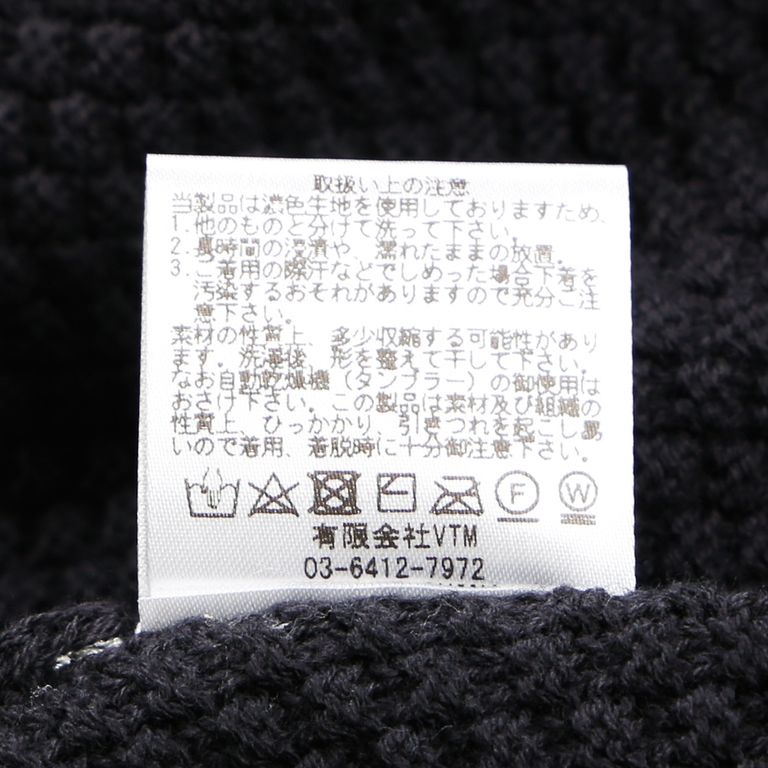 取扱い上の注意
当製品は濃色生地を使用しておりますため、
1. 他のものと分けて洗って下さい。
2. 長時間の浸漬や、濡れたままの放置。
3. ご着用の際汗などでしめった場合下着を
汚染するおそれがありますので充分ご注
意下さい。
素材の性質上、多少収縮する可能性があり
ます。洗濯後、形を整えて干して下さい。
なお自動乾燥機（タンブラー）の御使用は
おさけ下さい。この製品は素材及び組織の
性質上、ひっかかり、引きつれを起こし易
いので着用、着脱時に十分御注意下さい。
F W
有限会社VTM
03-6412-7972